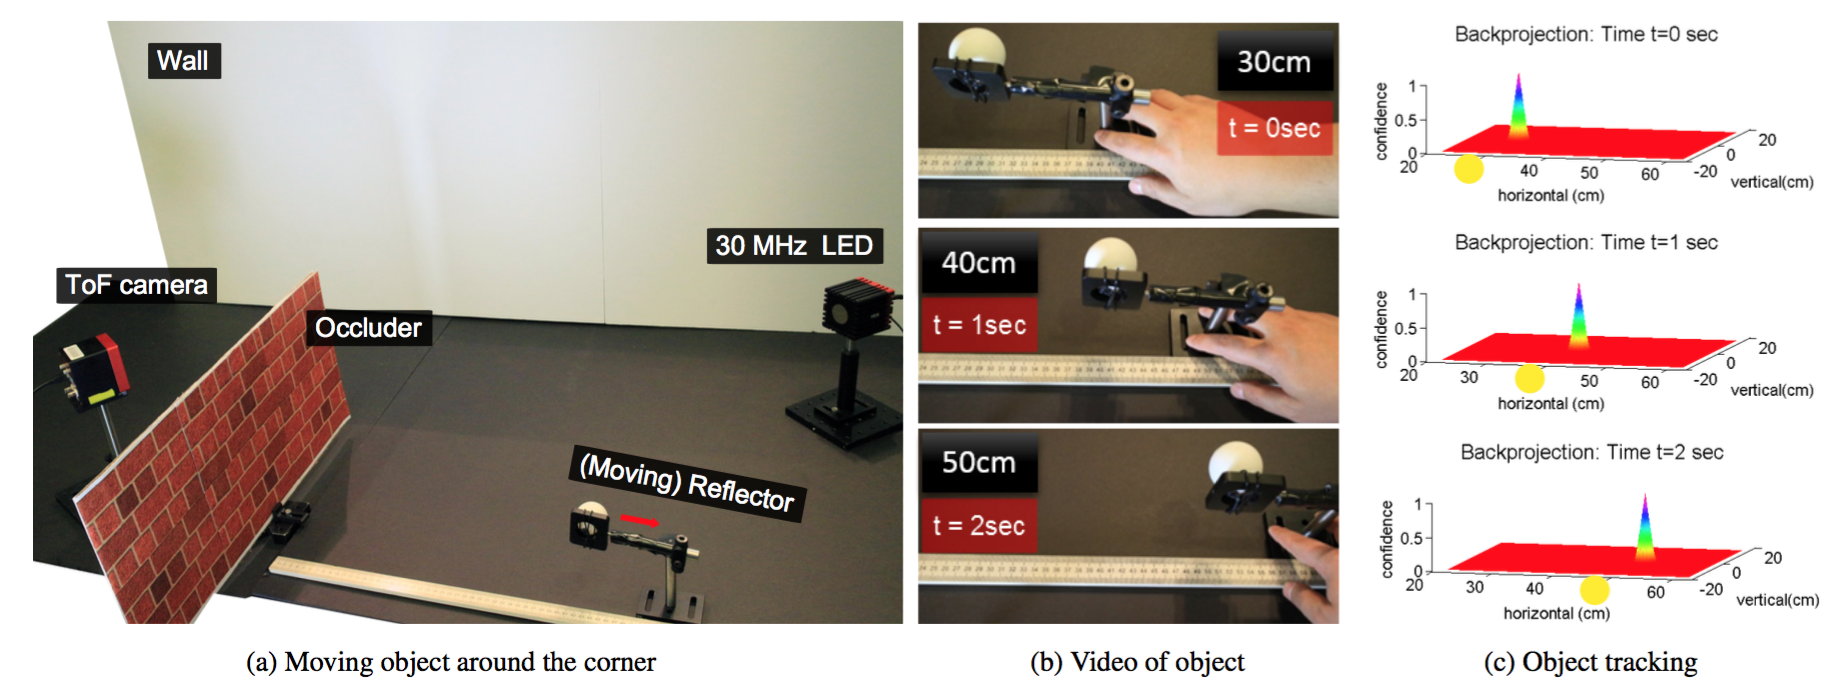 Wall
30 MHz LED
ToF camera
Occluder
(Moving) Reflector
(a) Moving object around the corner
30cm
t = 0sec
40cm
t = 1sec
50cm
t = 2sec
(b) Video of object
Backprojection: Time t=0 sec
confidence
1
0.5
0
20
40
50
60
horizontal (cm)
-20
0
20
vertical(cm)
Backprojection: Time t=1 sec
confidence
1
0.5
0
20
30
50
60
horizontal (cm)
-20
0
20
vertical(cm)
Backprojection: Time t=2 sec
confidence
1
0.5
0
20
30
40
60
horizontal (cm)
-20
0
20
vertical(cm)
(c) Object tracking